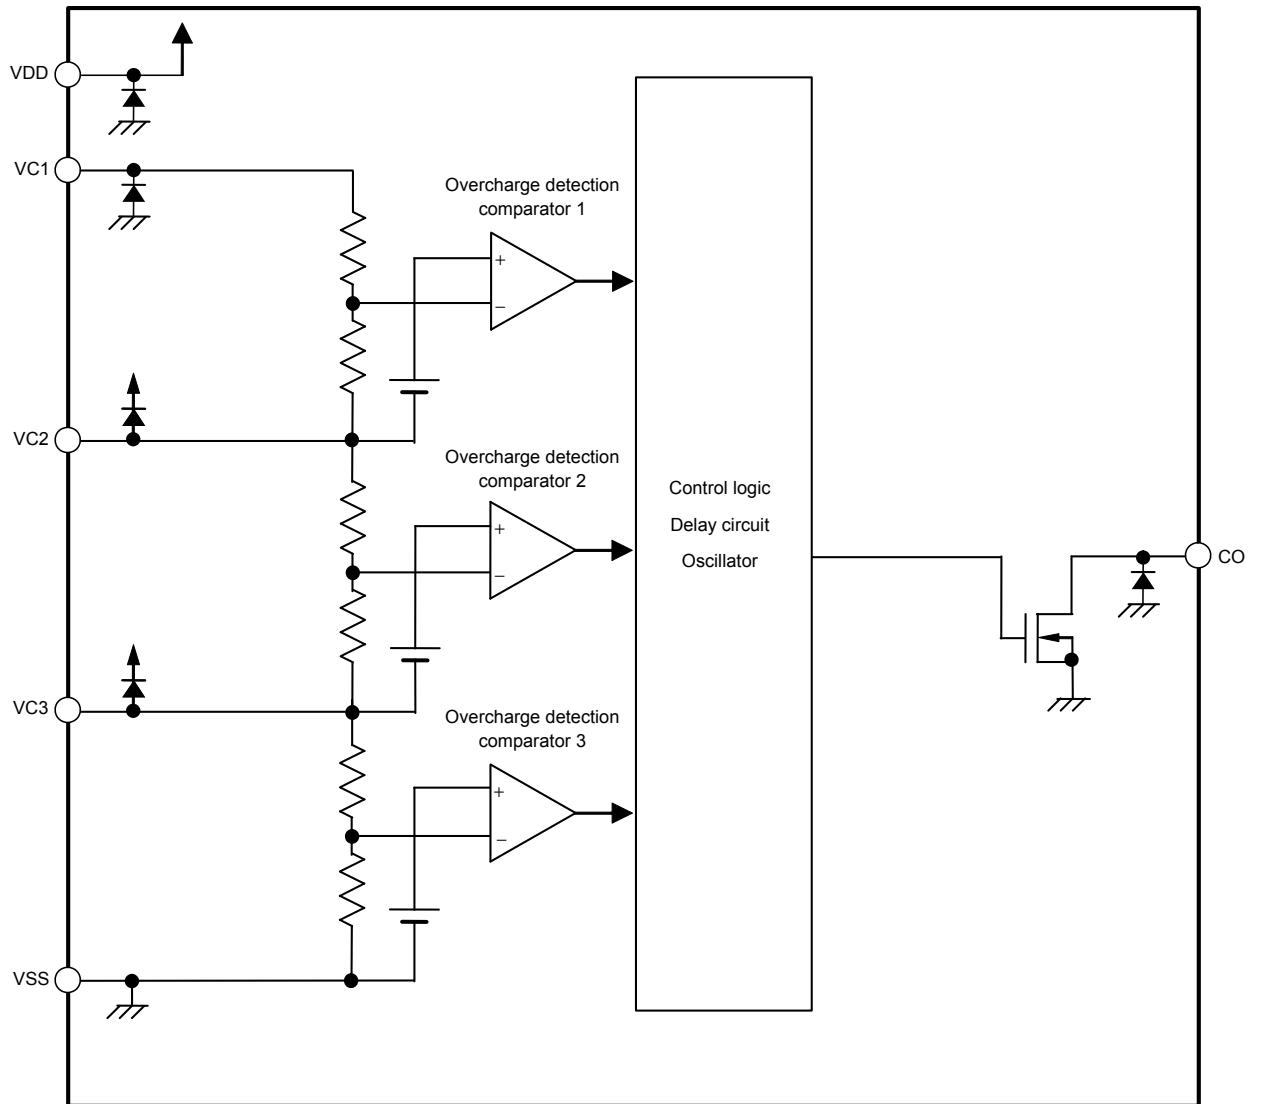 VDD
VC1
Overcharge detection
comparator 1
+
−
VC2
Overcharge detection
comparator 2
+
−
Control logic
Delay circuit
Oscillator
CO
VC3
Overcharge detection
comparator 3
+
−
VSS